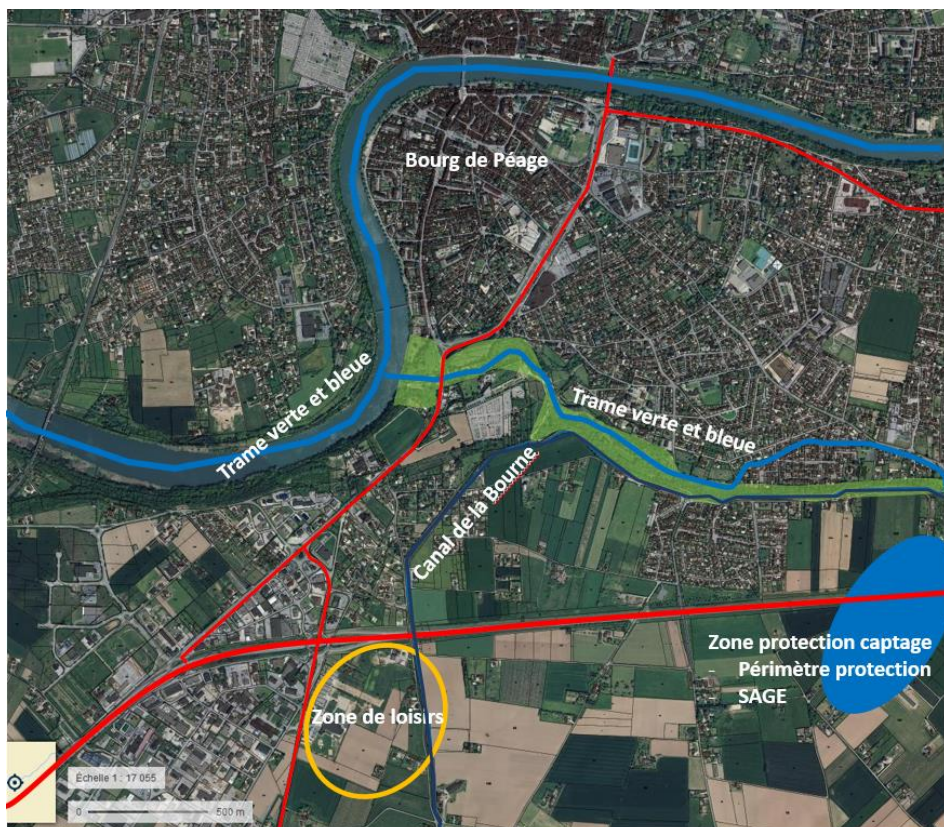 Bourg de Péage
Trame verte et bleue
Trame verte et bleue
Canal de la Bourne
Zone protection captage
Périmètre protection
SAGE
Zone de loisirs
Échelle 1 : 17 055
0 500 m